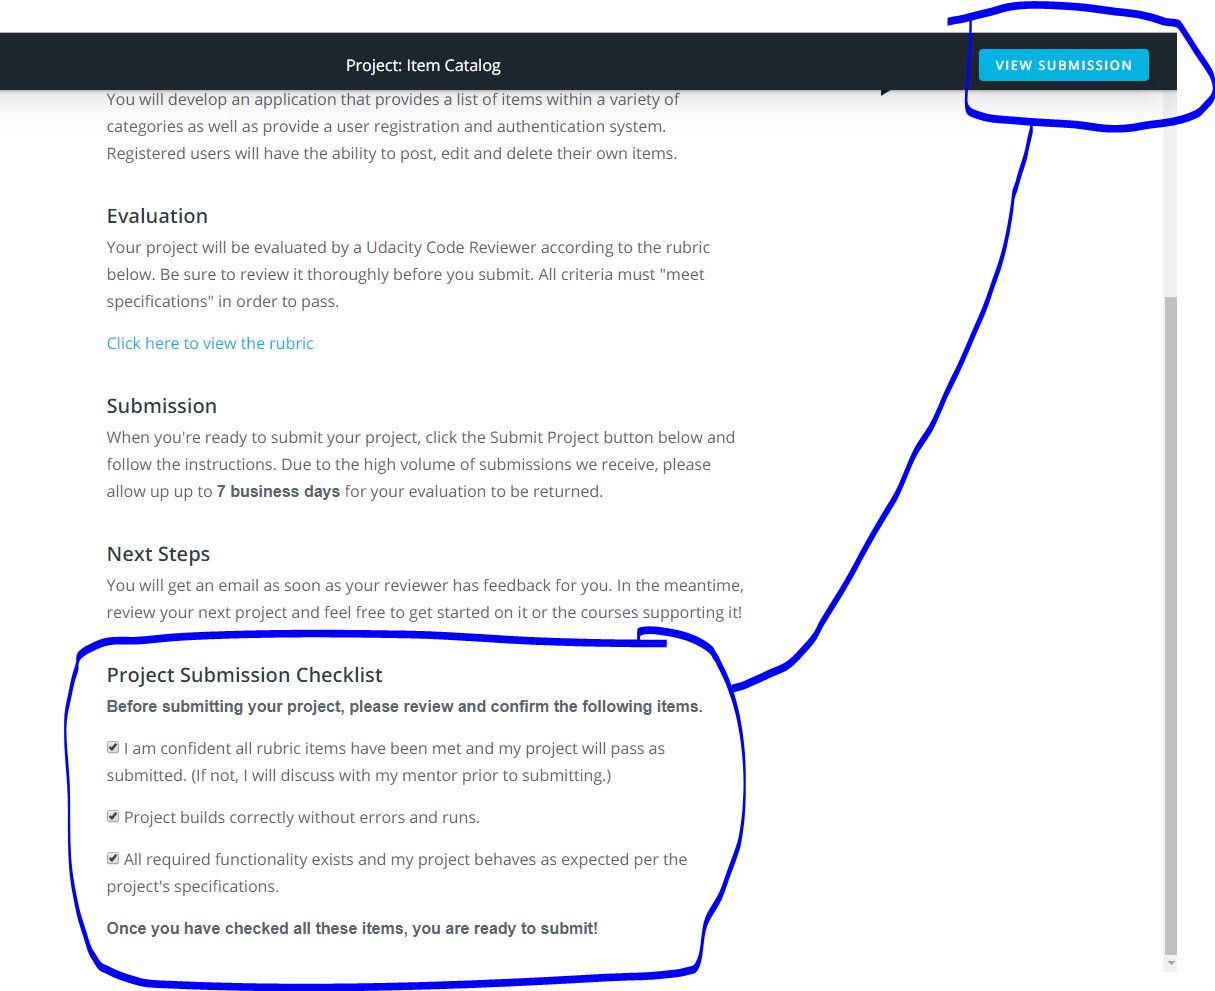 Project: Item Catalog
VIEW SUBMISSION
You will develop an application that provides a list of items within a variety of
categories as well as provide a user registration and authentication system.
Registered users will have the ability to post, edit and delete their own items.
Evaluation
Your project will be evaluated by a Udacity Code Reviewer according to the rubric
below. Be sure to review it thoroughly before you submit. All criteria must "meet
specifications" in order to pass.
Click here to view the rubric
Submission
When you're ready to submit your project, click the Submit Project button below and
follow the instructions. Due to the high volume of submissions we receive, please
allow up up to 7 business days for your evaluation to be returned.
Next Steps
You will get an email as soon as your reviewer has feedback for you. In the meantime,
review your next project and feel free to get started on it or the courses supporting it!
Project Submission Checklist
Before submitting your project, please review and confirm the following items.
I am confident all rubric items have been met and my project will pass as
submitted. (If not, I will discuss with my mentor prior to submitting.)
Project builds correctly without errors and runs.
All required functionality exists and my project behaves as expected per the
project's specifications.
Once you have checked all these items, you are ready to submit!